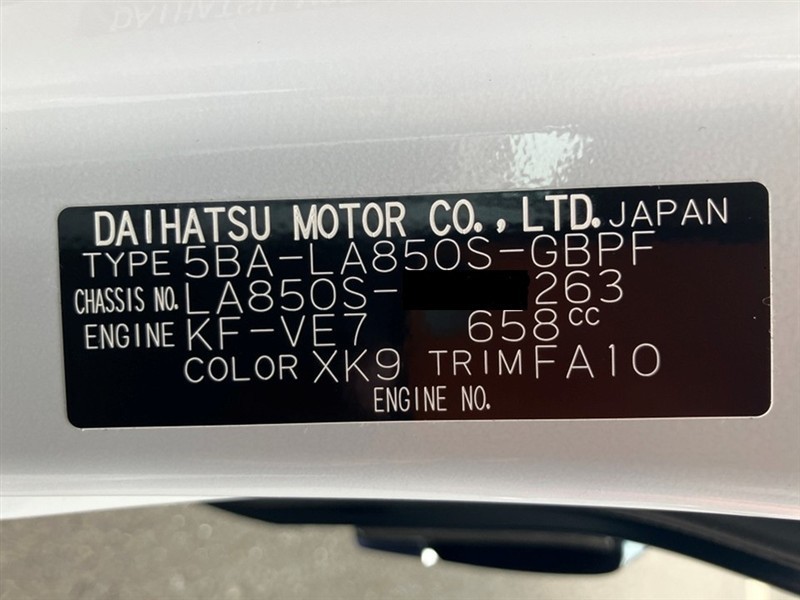 DAIHATSU MOTOR CO., LTD. JAPAN
TYPE 5BA-LA850S-GBPF
CHASSIS NO. LA850S- 263
ENGINE KF-VE7 658cc
COLOR XK9 TRIM FA10
ENGINE NO.